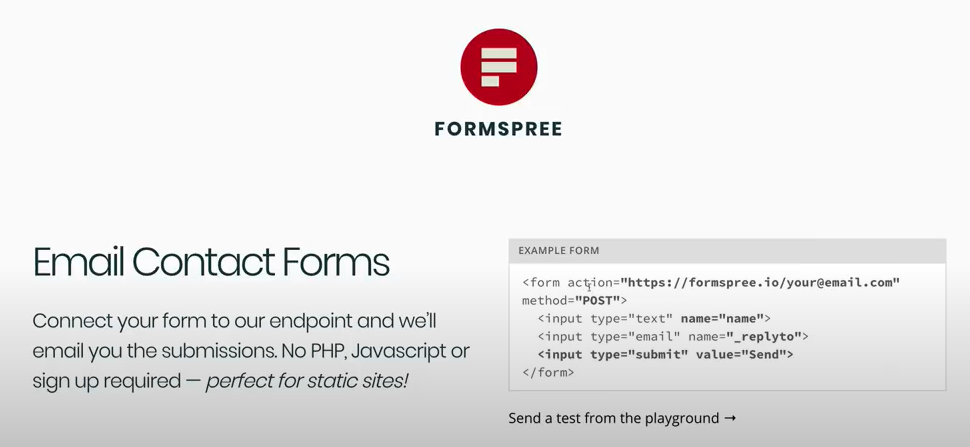 FORMSPREE
Email Contact Forms
Connect your form to our endpoint and we'll
email you the submissions. No PHP, Javascript or
sign up required — perfect for static sites!
EXAMPLE FORM
<form action="https://formspree.io/your@email.com"
method="POST">
  <input type="text" name="name">
  <input type="email" name="_replyto">
  <input type="submit" value="Send">
</form>
Send a test from the playground →